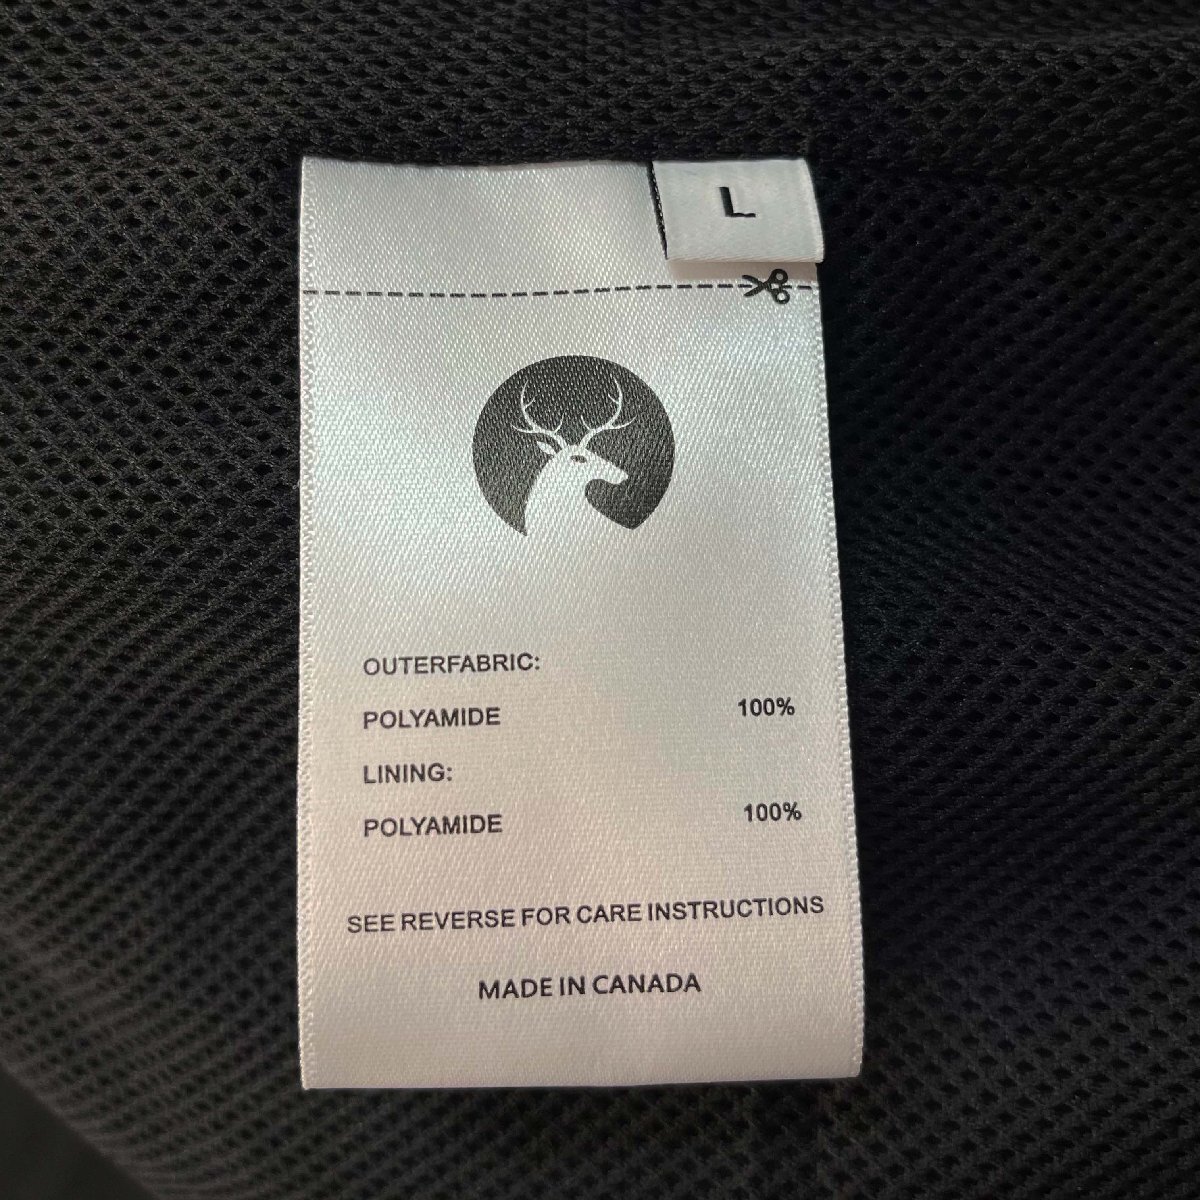 L
OUTERFABRIC:
POLYAMIDE 100%
LINING:
POLYAMIDE 100%
SEE REVERSE FOR CARE INSTRUCTIONS
MADE IN CANADA